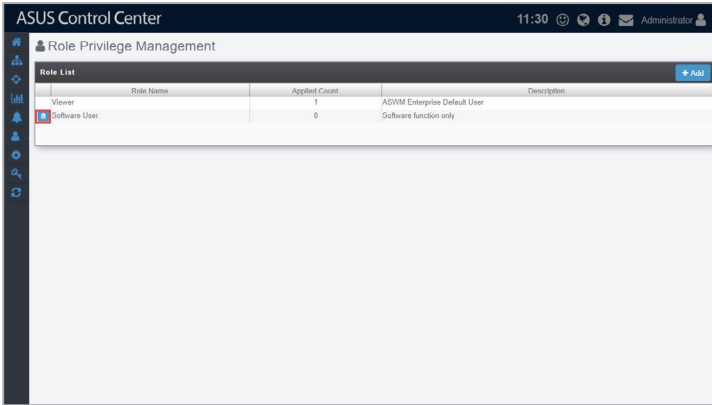 ASUS Control Center
11:30
Administrator
Role Privilege Management
Role List
+ Add
Role Name Applied Count Description
Viewer 1 ASWM Enterprise Default User
Software User 0 Software function only